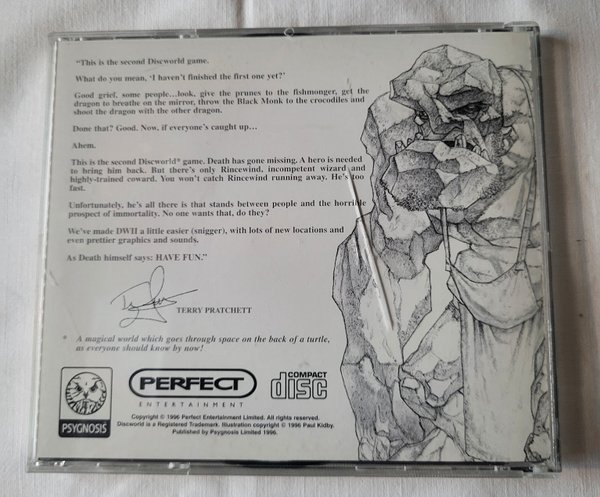 "This is the second Discworld game.
What do you mean, 'I haven't finished the first one yet?'
Good grief, some people...look, give the prunes to the fishmonger, get the
dragon to breathe on the mirror, throw the Black Monk to the crocodiles and
shoot the dragon with the other dragon.
Done that? Good. Now, if everyone's caught up...
Ahem.
This is the second Discworld* game. Death has gone missing. A hero is needed
to bring him back. But there's only Rincewind, incompetent wizard and
highly-trained coward. You won't catch Rincewind running away. He's too
fast.
Unfortunately, he's all there is that stands between people and the horrible
prospect of immortality. No one wants that, do they?
We've made DWII a little easier (snigger), with lots of new locations and
even prettier graphics and sounds.
As Death himself says: HAVE FUN."
TERRY PRATCHETT
* A magical world which goes through space on the back of a turtle,
as everyone should know by now!
PSYGNOSIS
PERFECT
ENTERTAINMENT
COMPACT
disc
Copyright © 1996 Perfect Entertainment Limited. All rights reserved.
Discworld is a Registered Trademark. Illustration copyright © 1996 Paul Kidby.
Published by Psygnosis Limited 1996.